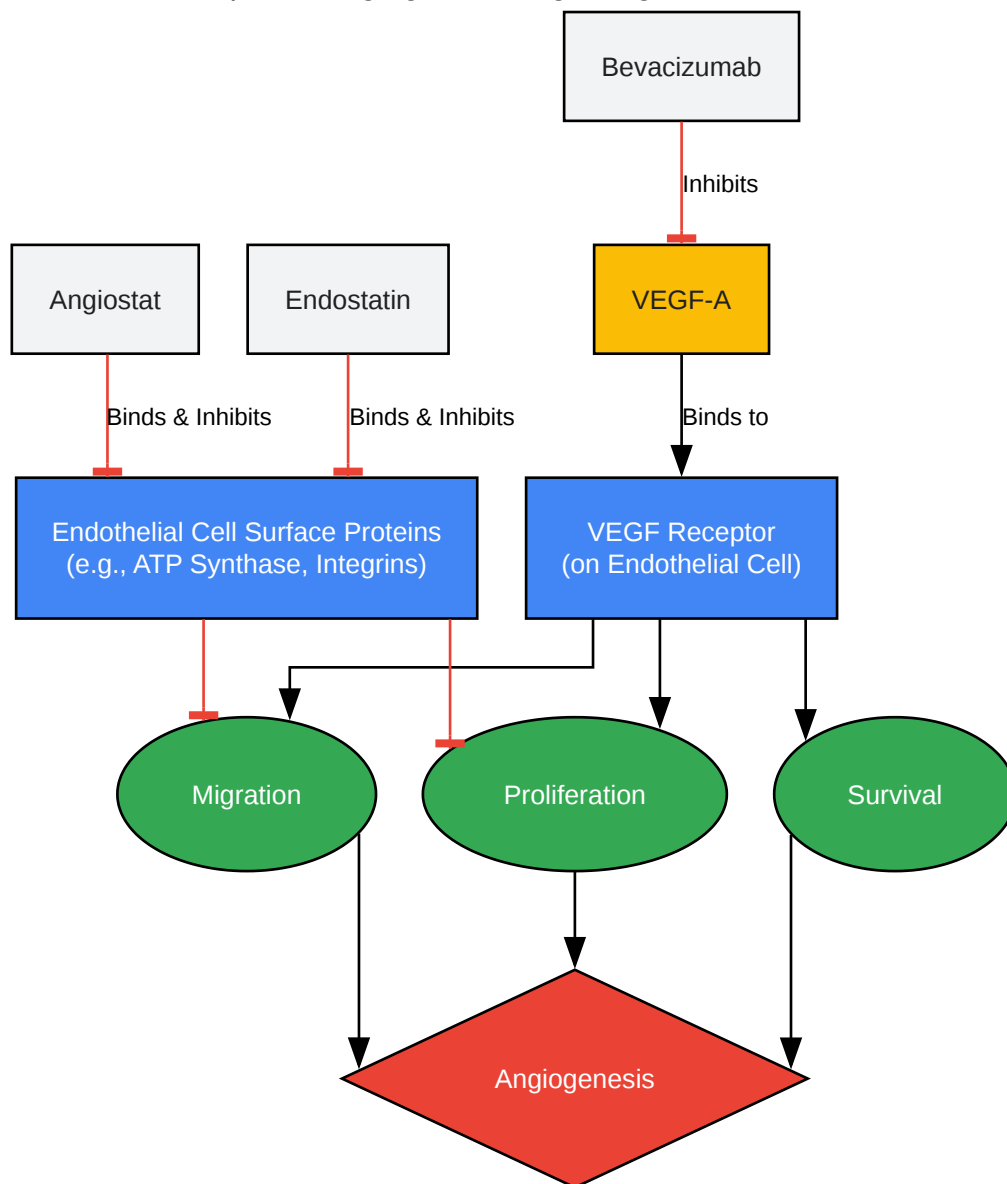 Bevacizumab
Inhibits
Angiostat
Endostatin
VEGF-A
Binds & Inhibits
Binds & Inhibits
Binds to
Endothelial Cell Surface Proteins
(e.g., ATP Synthase, Integrins)
VEGF Receptor
(on Endothelial Cell)
Migration
Proliferation
Survival
Angiogenesis